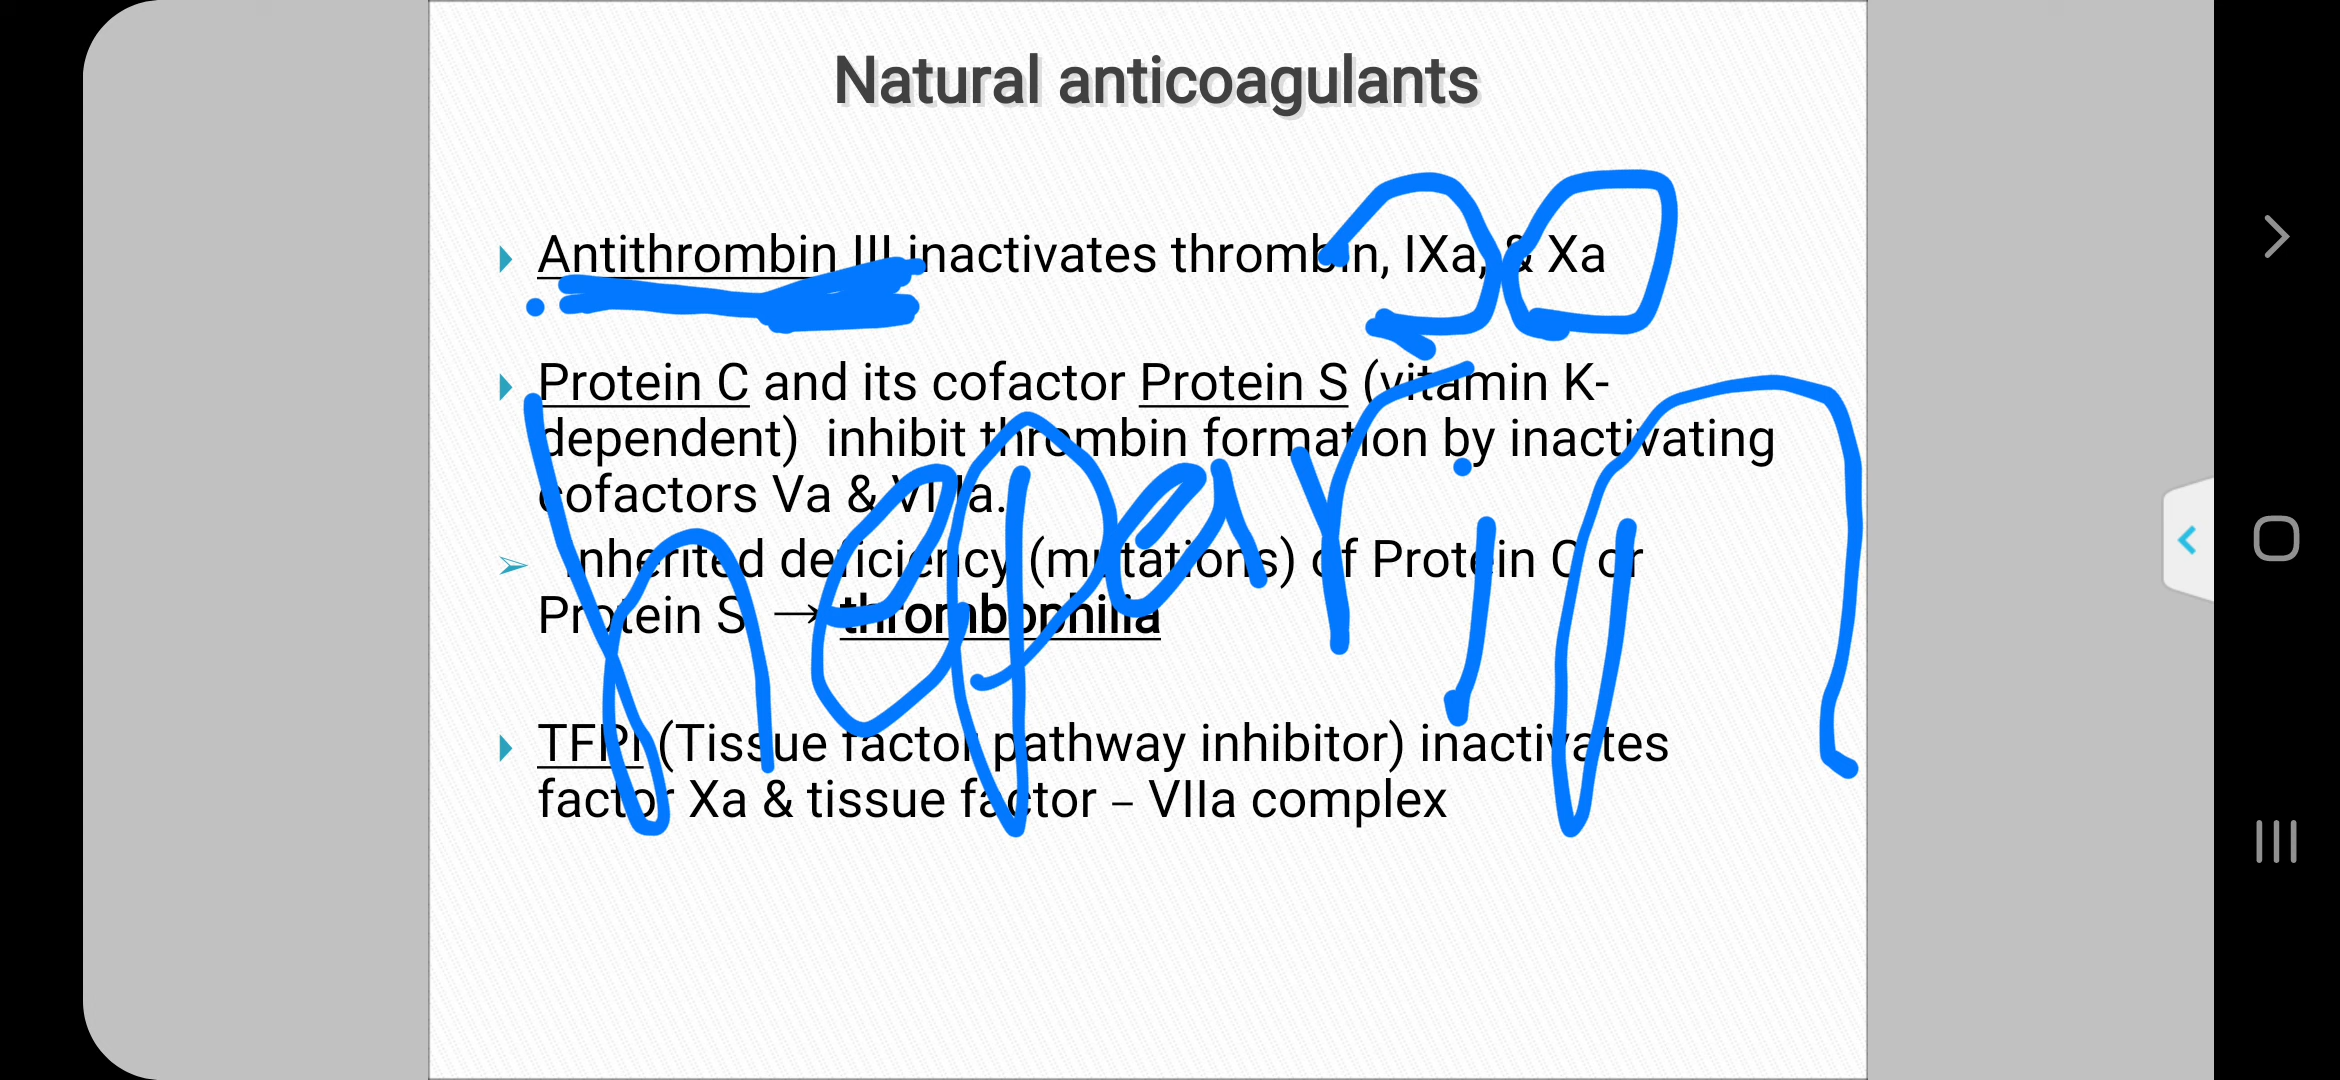 Natural anticoagulants
Antithrombin III inactivates thrombin, IXa, & Xa
Protein C and its cofactor Protein S (vitamin K-
dependent) inhibit thrombin formation by inactivating
cofactors Va & VIIIa.
Inherited deficiency (mutations) of Protein C or
Protein S → thrombophilia
heparin
TFPI (Tissue factor pathway inhibitor) inactivates
factor Xa & tissue factor – VIIa complex